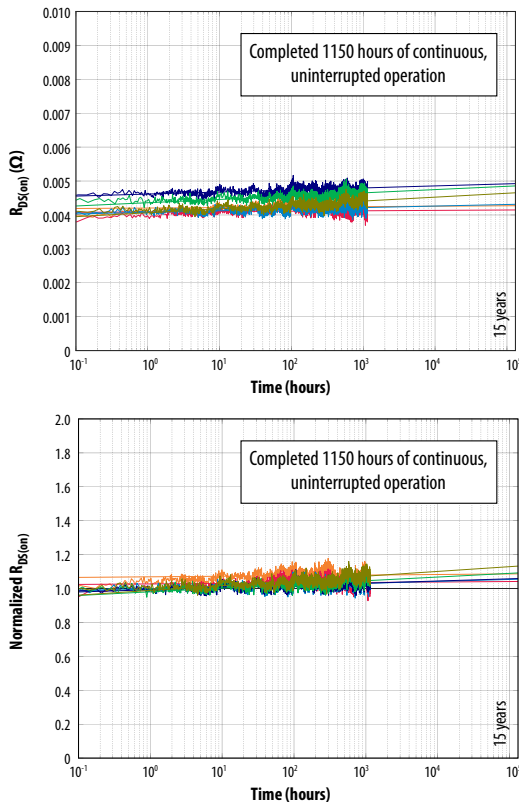 0.010
Completed 1150 hours of continuous,
uninterrupted operation
0.009
0.008
0.007
0.006
0.005
0.004
0.003
0.002
0.001
0
R_DS(on) (Ω)
15 years
10⁻¹ 10⁰ 10¹ 10² 10³ 10⁴ 10⁵
Time (hours)
2.0
Completed 1150 hours of continuous,
uninterrupted operation
1.8
1.6
1.4
1.2
1.0
0.8
0.6
0.4
0.2
0
Normalized R_DS(on)
15 years
10⁻¹ 10⁰ 10¹ 10² 10³ 10⁴ 10⁵
Time (hours)